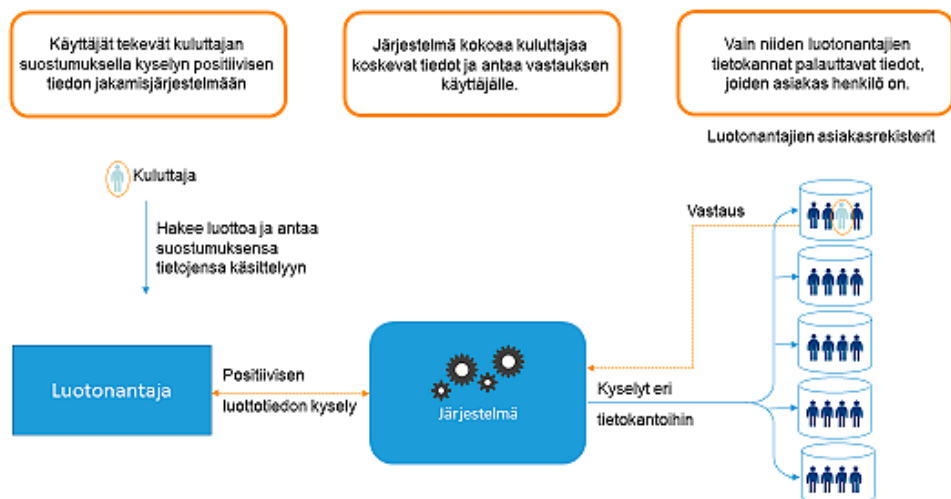 Käyttäjät tekevät kuluttajan
suostumuksella kyselyn positiivisen
tiedon jakamisjärjestelmään
Järjestelmä kokoaa kuluttajaa
koskevat tiedot ja antaa vastauksen
käyttäjälle.
Vain niiden luotonantajien
tietokannat palauttavat tiedot,
joiden asiakas henkilö on.
Luotonantajien asiakasrekisterit
Kuluttaja
Hakee luottoa ja antaa
suostumuksensa
tietojensa käsittelyyn
Vastaus
Luotonantaja
Positiivisen
luottotiedon kysely
Järjestelmä
Kyselyt eri
tietokantoihin